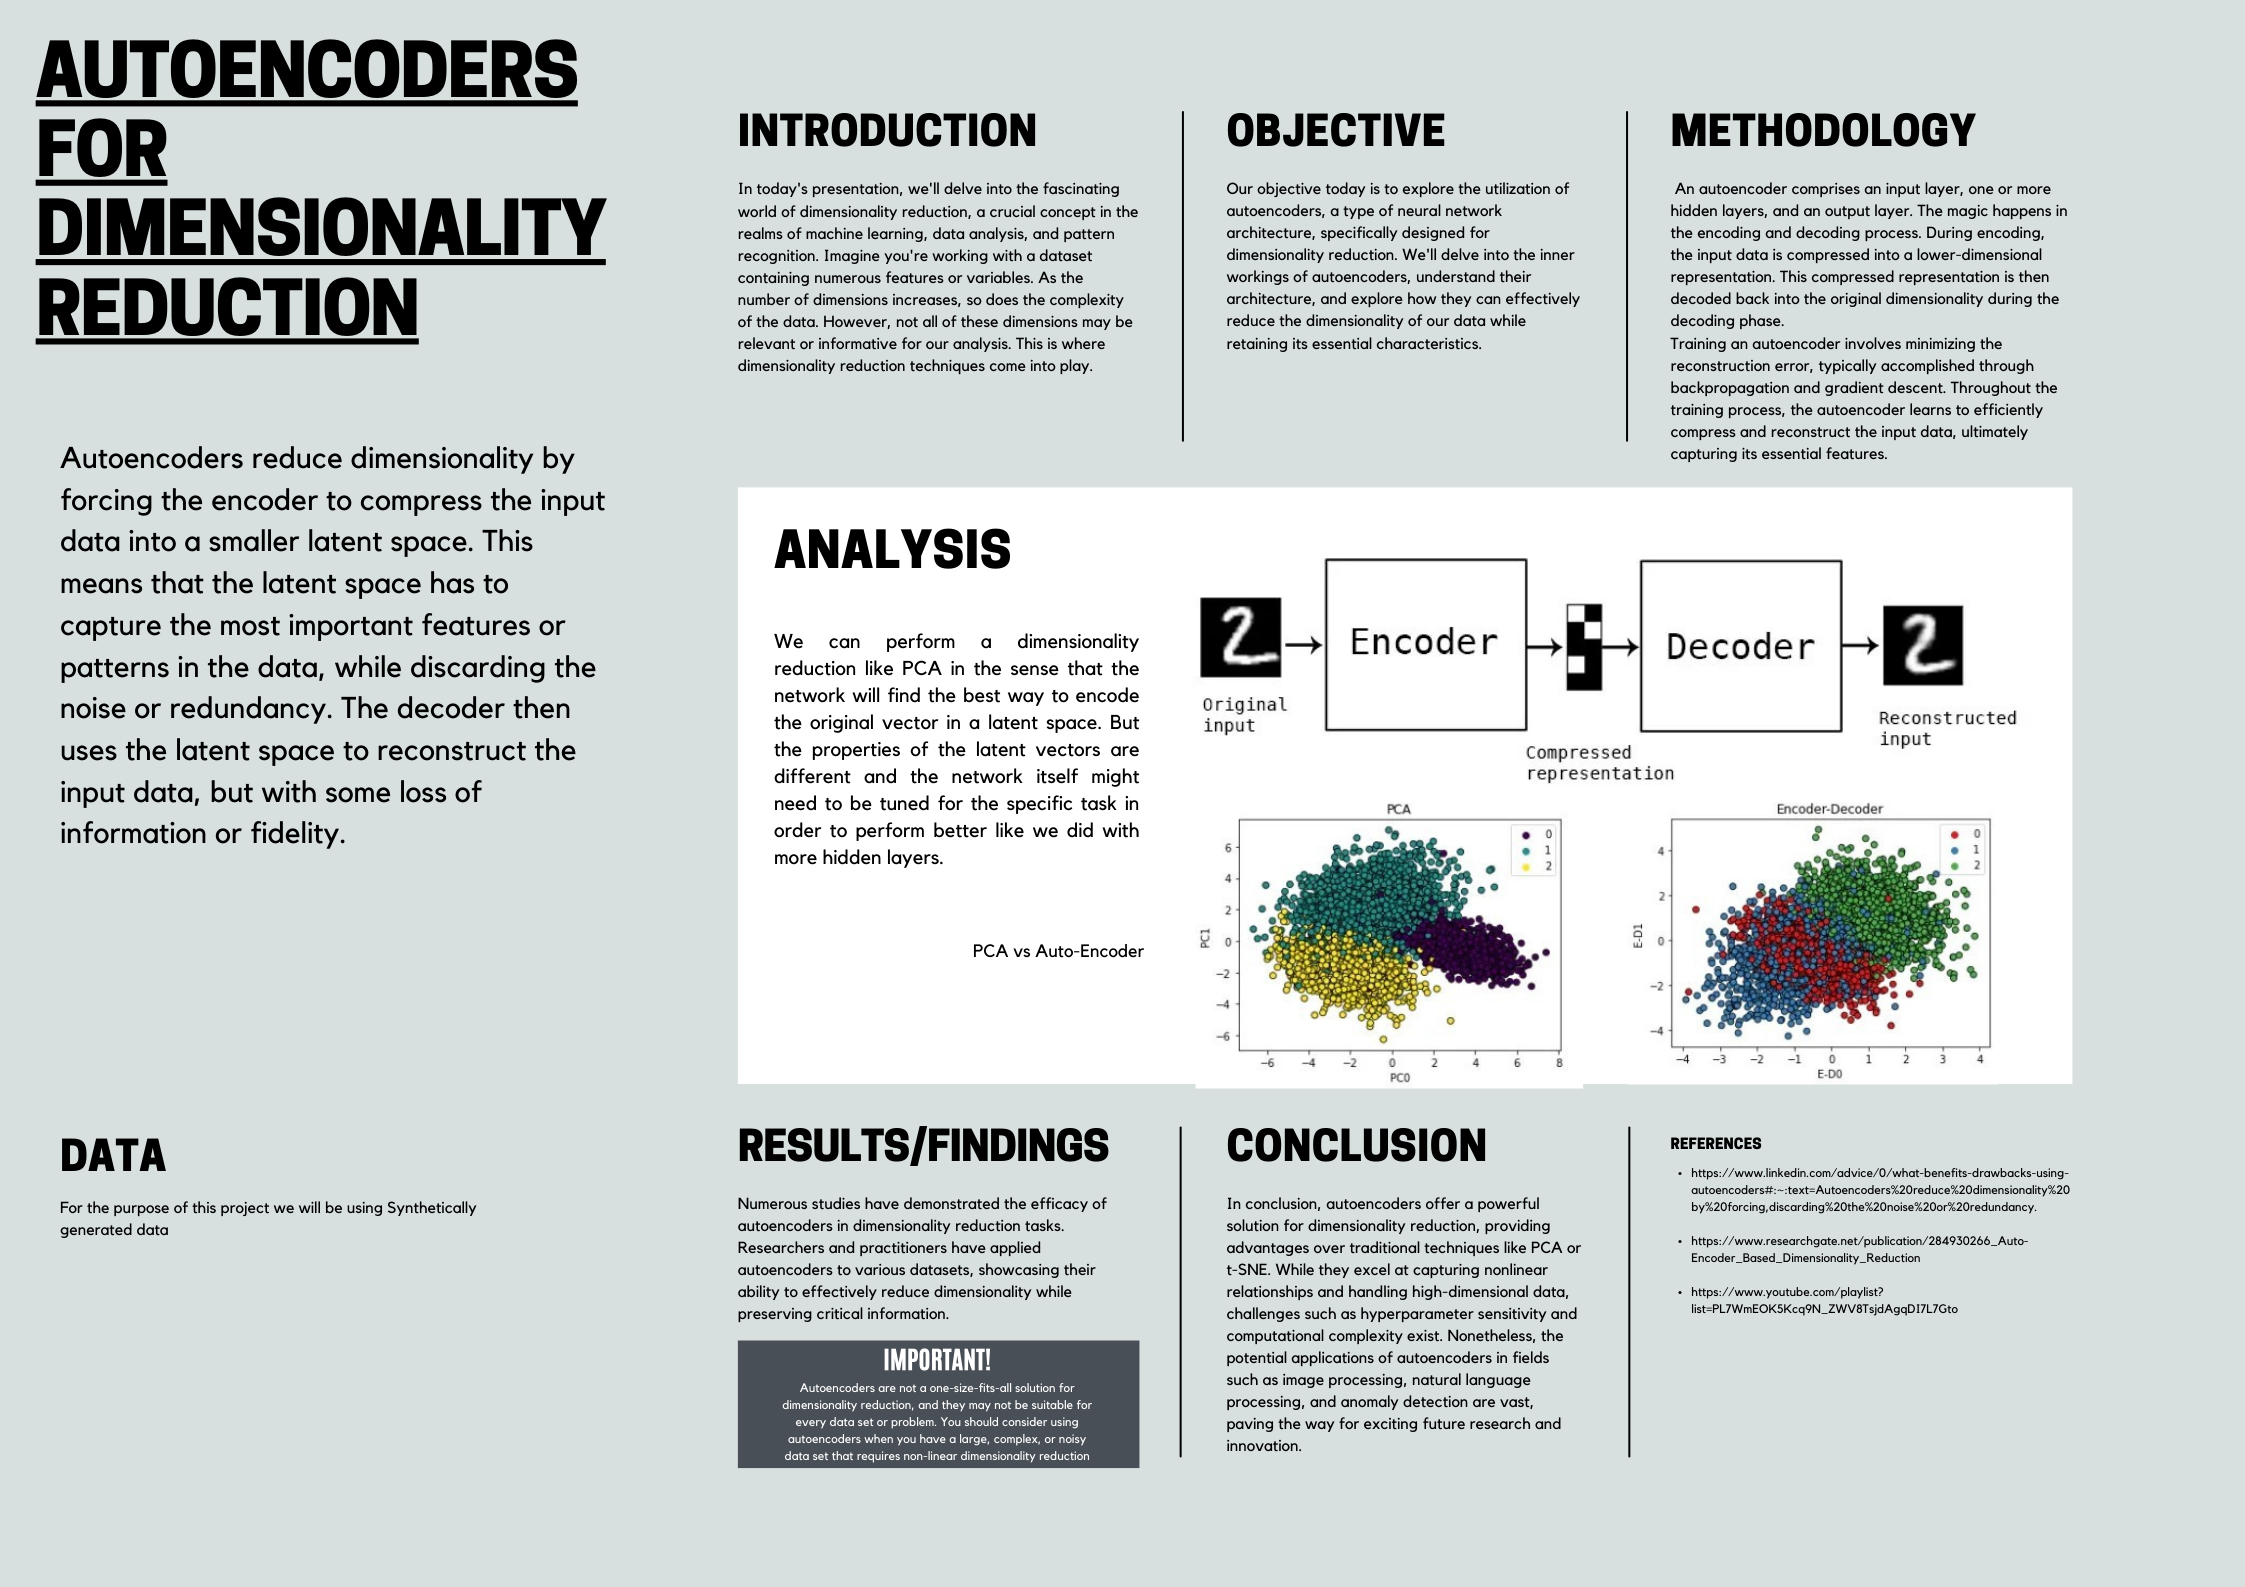 AUTOENCODERS
FOR
DIMENSIONALITY
REDUCTION
Autoencoders reduce dimensionality by
forcing the encoder to compress the input
data into a smaller latent space. This
means that the latent space has to
capture the most important features or
patterns in the data, while discarding the
noise or redundancy. The decoder then
uses the latent space to reconstruct the
input data, but with some loss of
information or fidelity.
DATA
For the purpose of this project we will be using Synthetically
generated data
INTRODUCTION
In today's presentation, we'll delve into the fascinating
world of dimensionality reduction, a crucial concept in the
realms of machine learning, data analysis, and pattern
recognition. Imagine you're working with a dataset
containing numerous features or variables. As the
number of dimensions increases, so does the complexity
of the data. However, not all of these dimensions may be
relevant or informative for our analysis. This is where
dimensionality reduction techniques come into play.
OBJECTIVE
Our objective today is to explore the utilization of
autoencoders, a type of neural network
architecture, specifically designed for
dimensionality reduction. We'll delve into the inner
workings of autoencoders, understand their
architecture, and explore how they can effectively
reduce the dimensionality of our data while
retaining its essential characteristics.
METHODOLOGY
An autoencoder comprises an input layer, one or more
hidden layers, and an output layer. The magic happens in
the encoding and decoding process. During encoding,
the input data is compressed into a lower-dimensional
representation. This compressed representation is then
decoded back into the original dimensionality during the
decoding phase.
Training an autoencoder involves minimizing the
reconstruction error, typically accomplished through
backpropagation and gradient descent. Throughout the
training process, the autoencoder learns to efficiently
compress and reconstruct the input data, ultimately
capturing its essential features.
ANALYSIS
We can perform a dimensionality
reduction like PCA in the sense that the
network will find the best way to encode
the original vector in a latent space. But
the properties of the latent vectors are
different and the network itself might
need to be tuned for the specific task in
order to perform better like we did with
more hidden layers.
PCA vs Auto-Encoder
2
Encoder
Decoder
2
Original
input
Compressed
representation
Reconstructed
input
PCA
0
1
2
6
4
2
0
−2
−4
−6
PC1
−6 −4 −2 0 2 4 6 8
PC0
Encoder-Decoder
0
1
2
4
2
0
−2
−4
E-D1
−4 −3 −2 −1 0 1 2 3 4
E-D0
RESULTS/FINDINGS
Numerous studies have demonstrated the efficacy of
autoencoders in dimensionality reduction tasks.
Researchers and practitioners have applied
autoencoders to various datasets, showcasing their
ability to effectively reduce dimensionality while
preserving critical information.
IMPORTANT!
Autoencoders are not a one-size-fits-all solution for
dimensionality reduction, and they may not be suitable for
every data set or problem. You should consider using
autoencoders when you have a large, complex, or noisy
data set that requires non-linear dimensionality reduction
CONCLUSION
In conclusion, autoencoders offer a powerful
solution for dimensionality reduction, providing
advantages over traditional techniques like PCA or
t-SNE. While they excel at capturing nonlinear
relationships and handling high-dimensional data,
challenges such as hyperparameter sensitivity and
computational complexity exist. Nonetheless, the
potential applications of autoencoders in fields
such as image processing, natural language
processing, and anomaly detection are vast,
paving the way for exciting future research and
innovation.
REFERENCES
• https://www.linkedin.com/advice/0/what-benefits-drawbacks-using-
autoencoders#:~:text=Autoencoders%20reduce%20dimensionality%20
by%20forcing,discarding%20the%20noise%20or%20redundancy.
• https://www.researchgate.net/publication/284930266_Auto-
Encoder_Based_Dimensionality_Reduction
• https://www.youtube.com/playlist?
list=PL7WmEOK5Kcq9N_ZWV8TsjdAgqDI7L7Gto